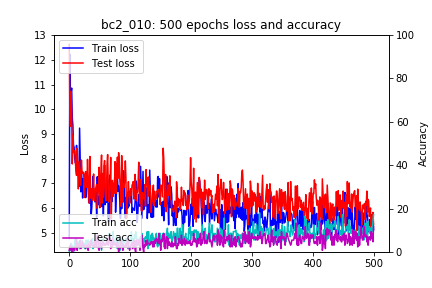 bc2_010: 500 epochs loss and accuracy
13
12
11
10
9
8
7
6
5
Loss
Train loss
Test loss
Train acc
Test acc
100
80
60
40
20
0
Accuracy
0 100 200 300 400 500